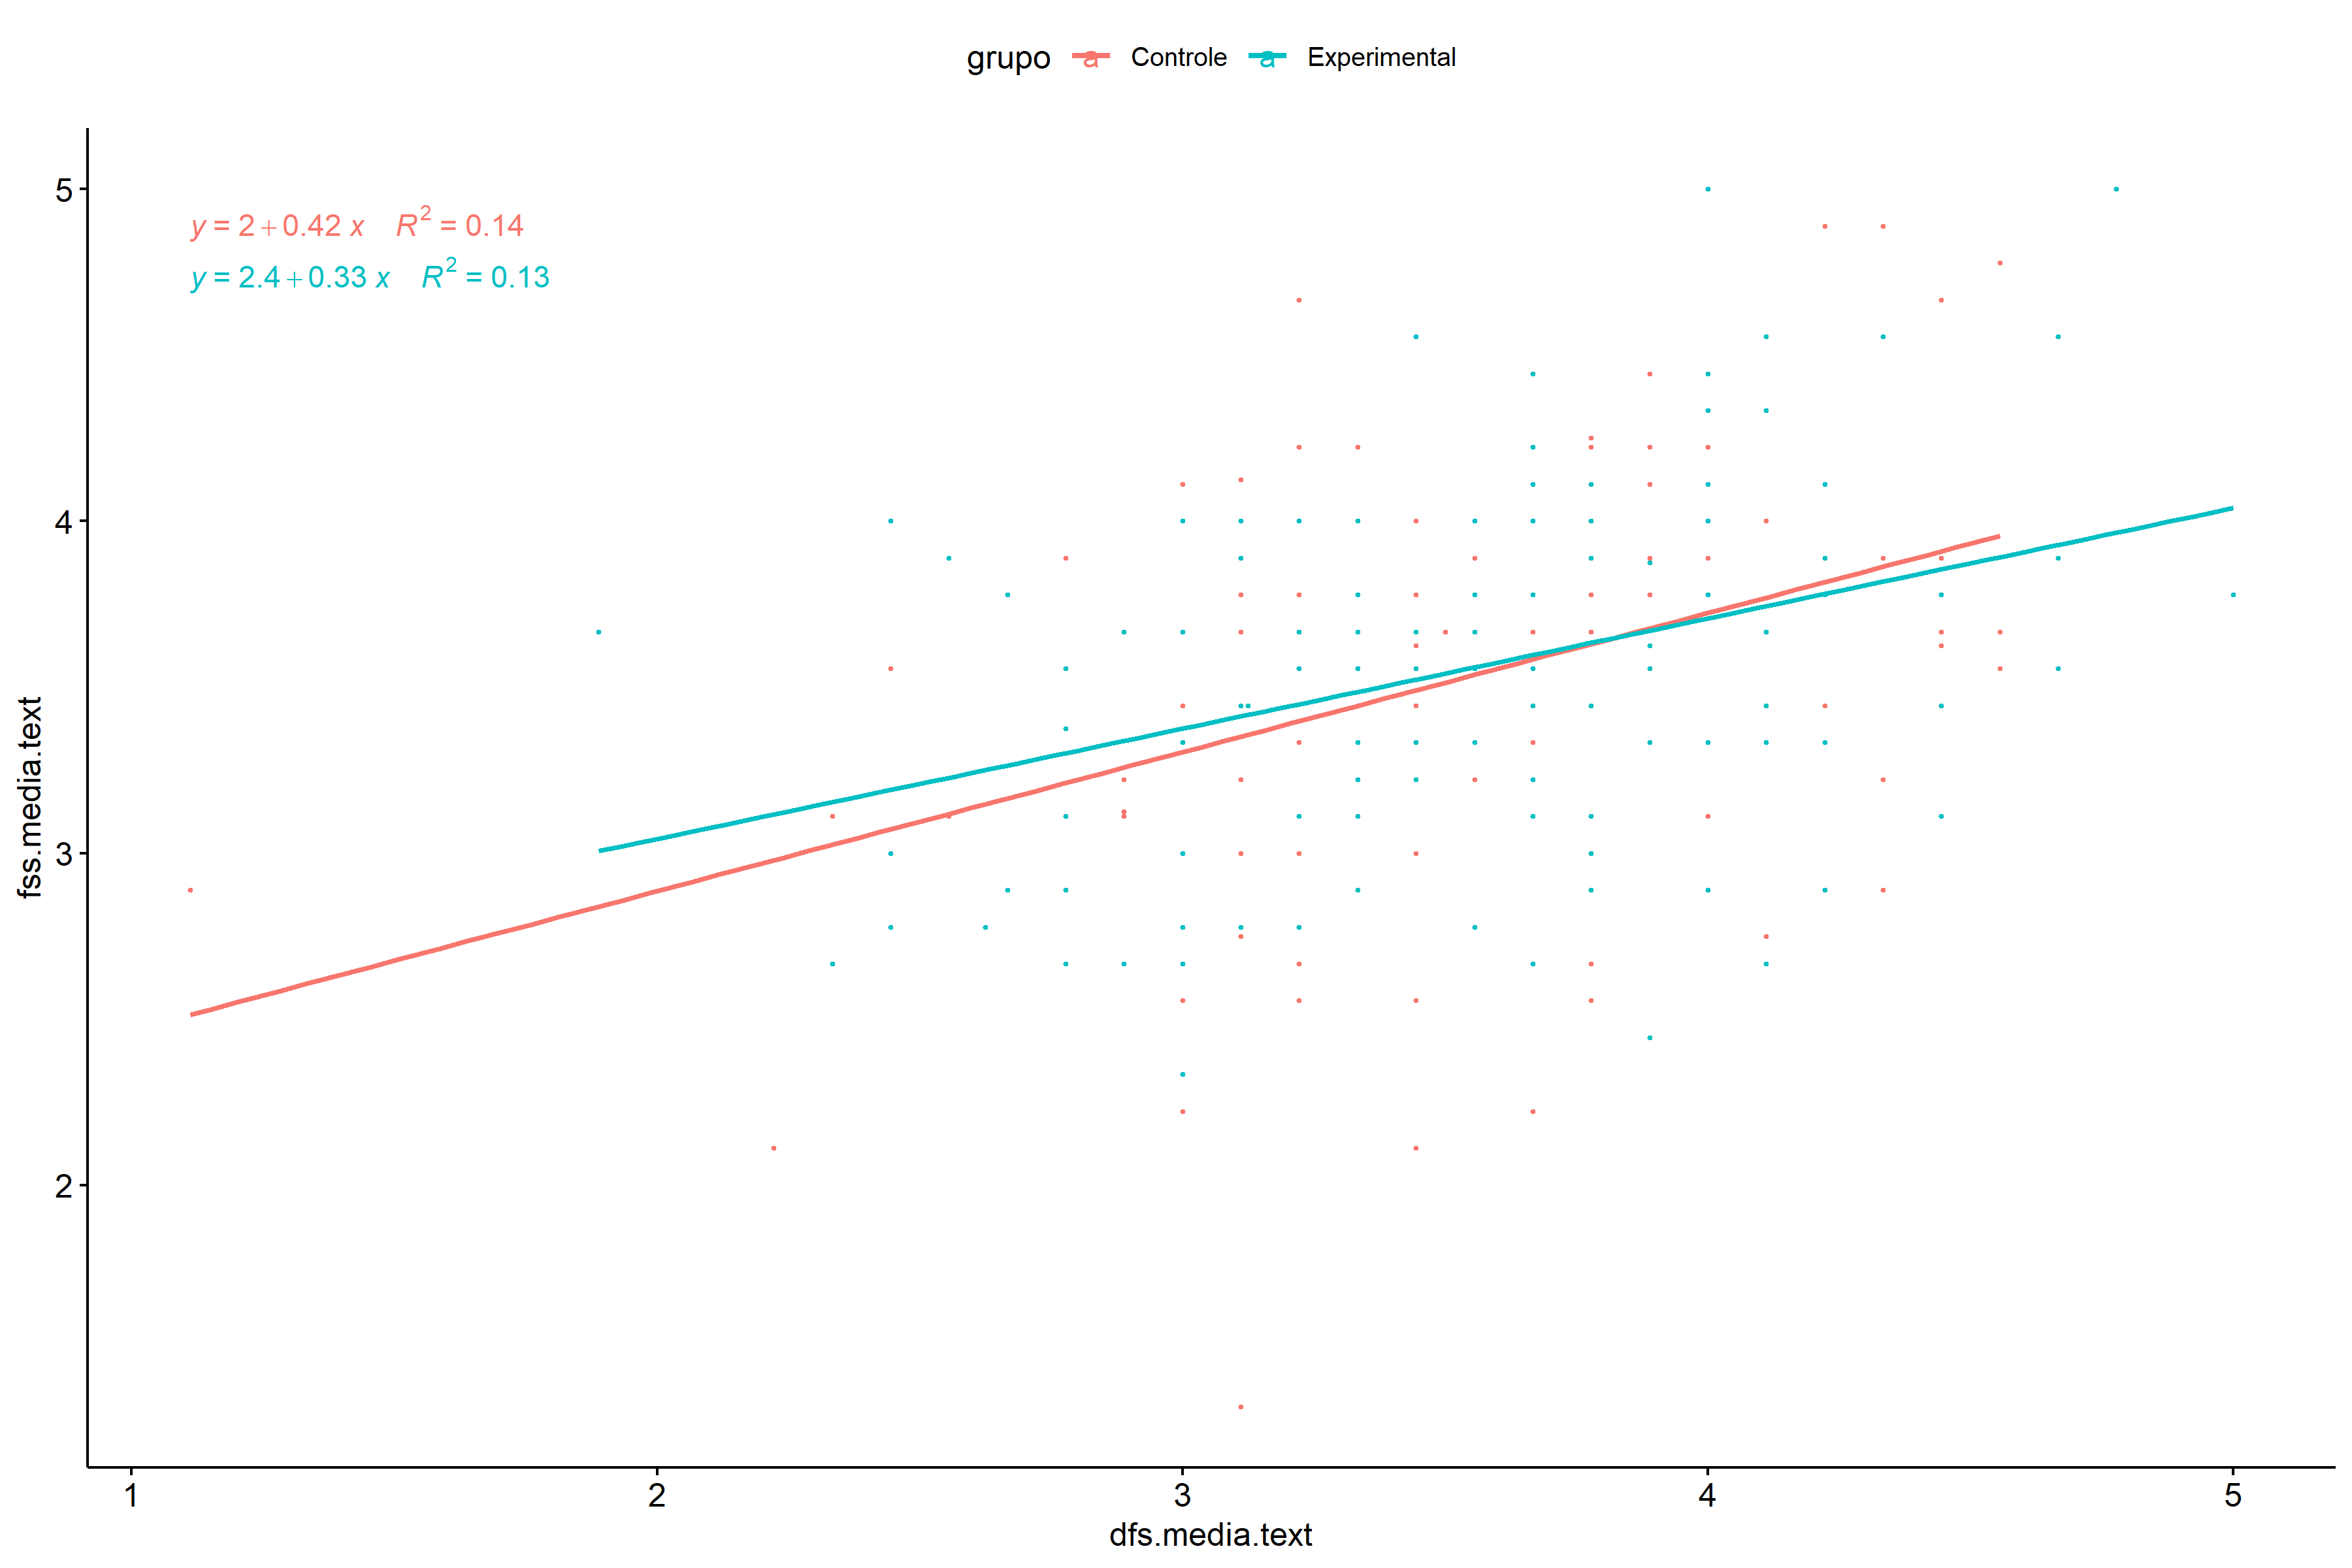 grupo a Controle a Experimental
5
y = 2 + 0.42 x R² = 0.14
y = 2.4 + 0.33 x R² = 0.13
4
3
2
fss.media.text
1 2 3 4 5
dfs.media.text